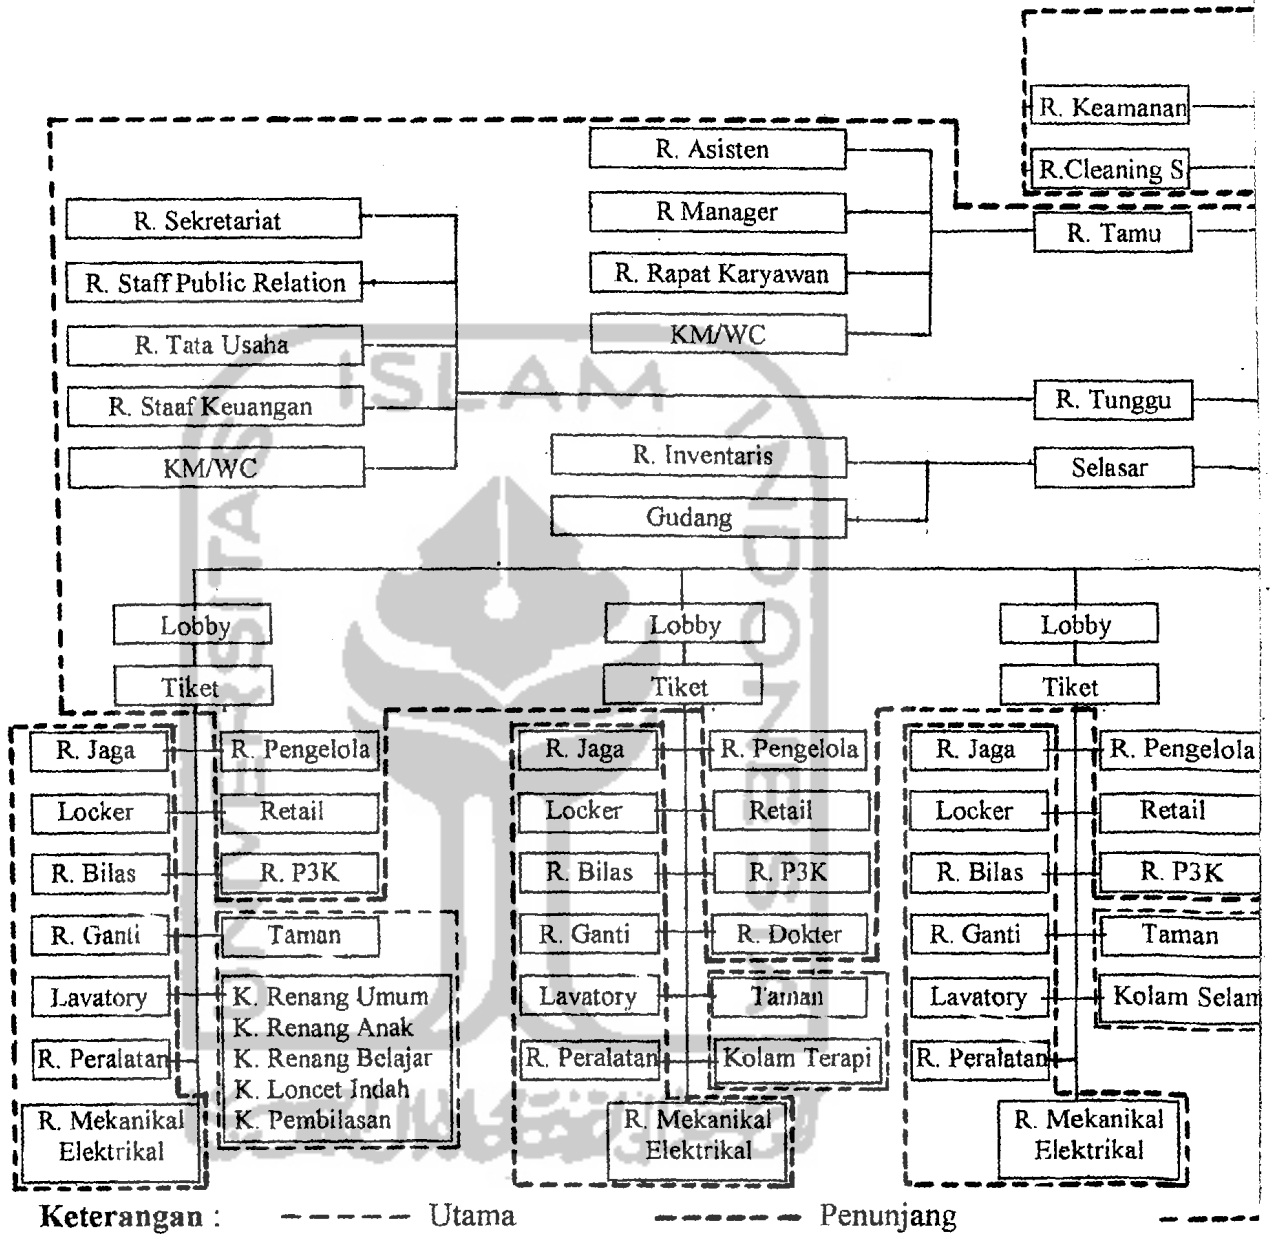 R. Keamanan
R.Cleaning S
R. Asisten
R Manager
R. Rapat Karyawan
KM/WC
R. Tamu
R. Sekretariat
R. Staff Public Relation
R. Tata Usaha
R. Staaf Keuangan
KM/WC
R. Tunggu
R. Inventaris
Gudang
Selasar
ISLAM
UNIVERSITAS
INDONESIA
Lobby
Tiket
R. Jaga
Locker
R. Bilas
R. Ganti
Lavatory
R. Peralatan
R. Mekanikal
Elektrikal
R. Pengelola
Retail
R. P3K
Taman
K. Renang Umum
K. Renang Anak
K. Renang Belajar
K. Loncet Indah
K. Pembilasan
Lobby
Tiket
R. Jaga
Locker
R. Bilas
R. Ganti
Lavatory
R. Peralatan
R. Pengelola
Retail
R. P3K
R. Dokter
Taman
Kolam Terapi
R. Mekanikal
Elektrikal
Lobby
Tiket
R. Jaga
Locker
R. Bilas
R. Ganti
Lavatory
R. Peralatan
R. Pengelola
Retail
R. P3K
Taman
Kolam Selam
R. Mekanikal
Elektrikal
Keterangan : Utama Penunjang